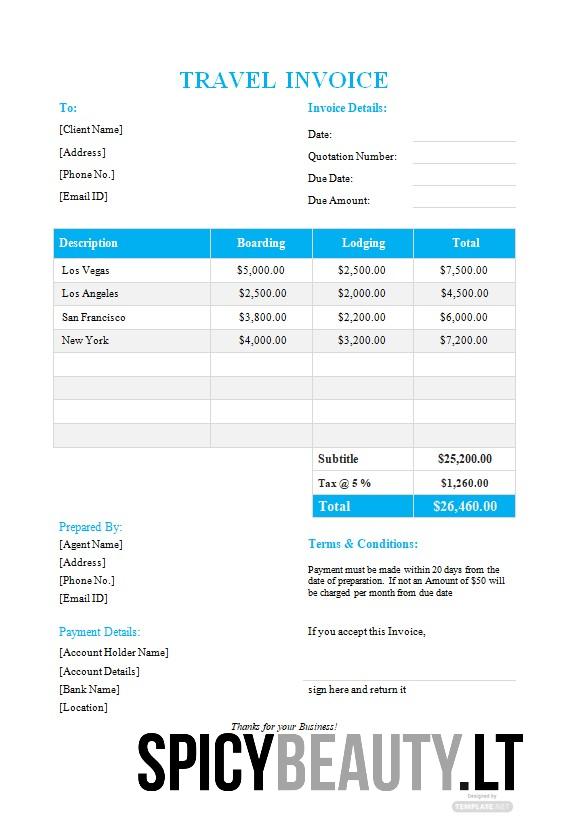 TRAVEL INVOICE
To:
[Client Name]
[Address]
[Phone No.]
[Email ID]
Invoice Details:
Date:
Quotation Number:
Due Date:
Due Amount:
Description Boarding Lodging Total
Los Vegas $5,000.00 $2,500.00 $7,500.00
Los Angeles $2,500.00 $2,000.00 $4,500.00
San Francisco $3,800.00 $2,200.00 $6,000.00
New York $4,000.00 $3,200.00 $7,200.00
Subtitle $25,200.00
Tax @ 5 % $1,260.00
Total $26,460.00
Prepared By:
[Agent Name]
[Address]
[Phone No.]
[Email ID]
Terms & Conditions:
Payment must be made within 20 days from the
date of preparation. If not an Amount of $50 will
be charged per month from due date
Payment Details:
[Account Holder Name]
[Account Details]
[Bank Name]
[Location]
If you accept this Invoice,
sign here and return it
Thanks for your Business!
SPICYBEAUTY.LT
Designed by
TEMPLATE.NET